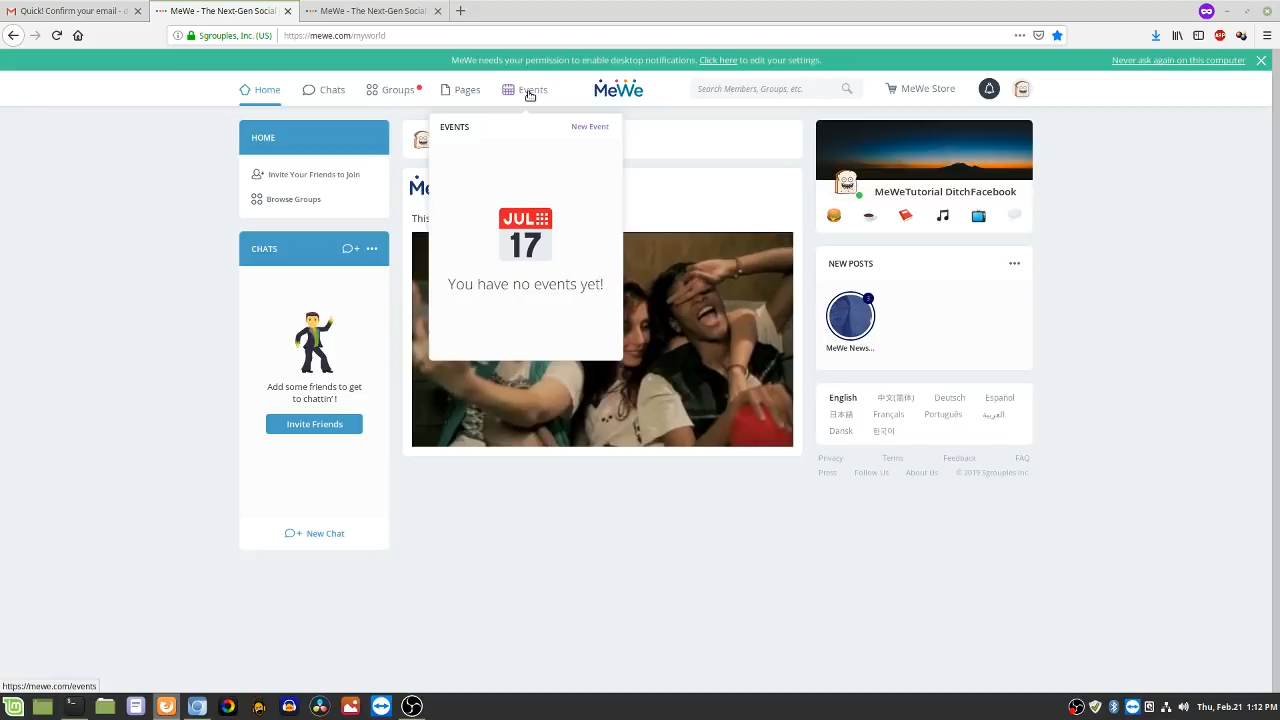 Quick! Confirm your email - d
MeWe - The Next-Gen Social
MeWe - The Next-Gen Social
Sgrouples, Inc. (US)
https://mewe.com/myworld
MeWe needs your permission to enable desktop notifications. Click here to edit your settings.
Never ask again on this computer
Home
Chats
Groups
Pages
Events
MeWe
Search Members, Groups, etc.
MeWe Store
HOME
Invite Your Friends to Join
Browse Groups
CHATS
Add some friends to get
to chattin'!
Invite Friends
New Chat
EVENTS
New Event
JUL
17
You have no events yet!
This
MeWeTutorial DitchFacebook
NEW POSTS
MeWe News...
English 中文(简体) Deutsch Español
日本語 Français Português العربية
Dansk 한국어
Privacy Terms Feedback FAQ
Press Follow Us About Us © 2019 Sgrouples inc
https://mewe.com/events
Thu, Feb.21 1:12 PM